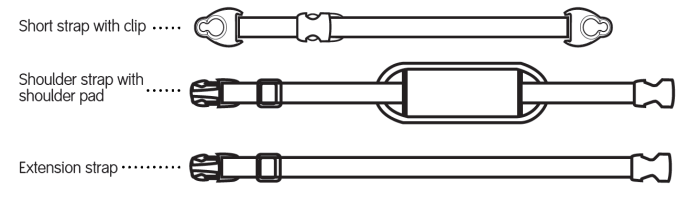 Short strap with clip
Shoulder strap with
shoulder pad
Extension strap